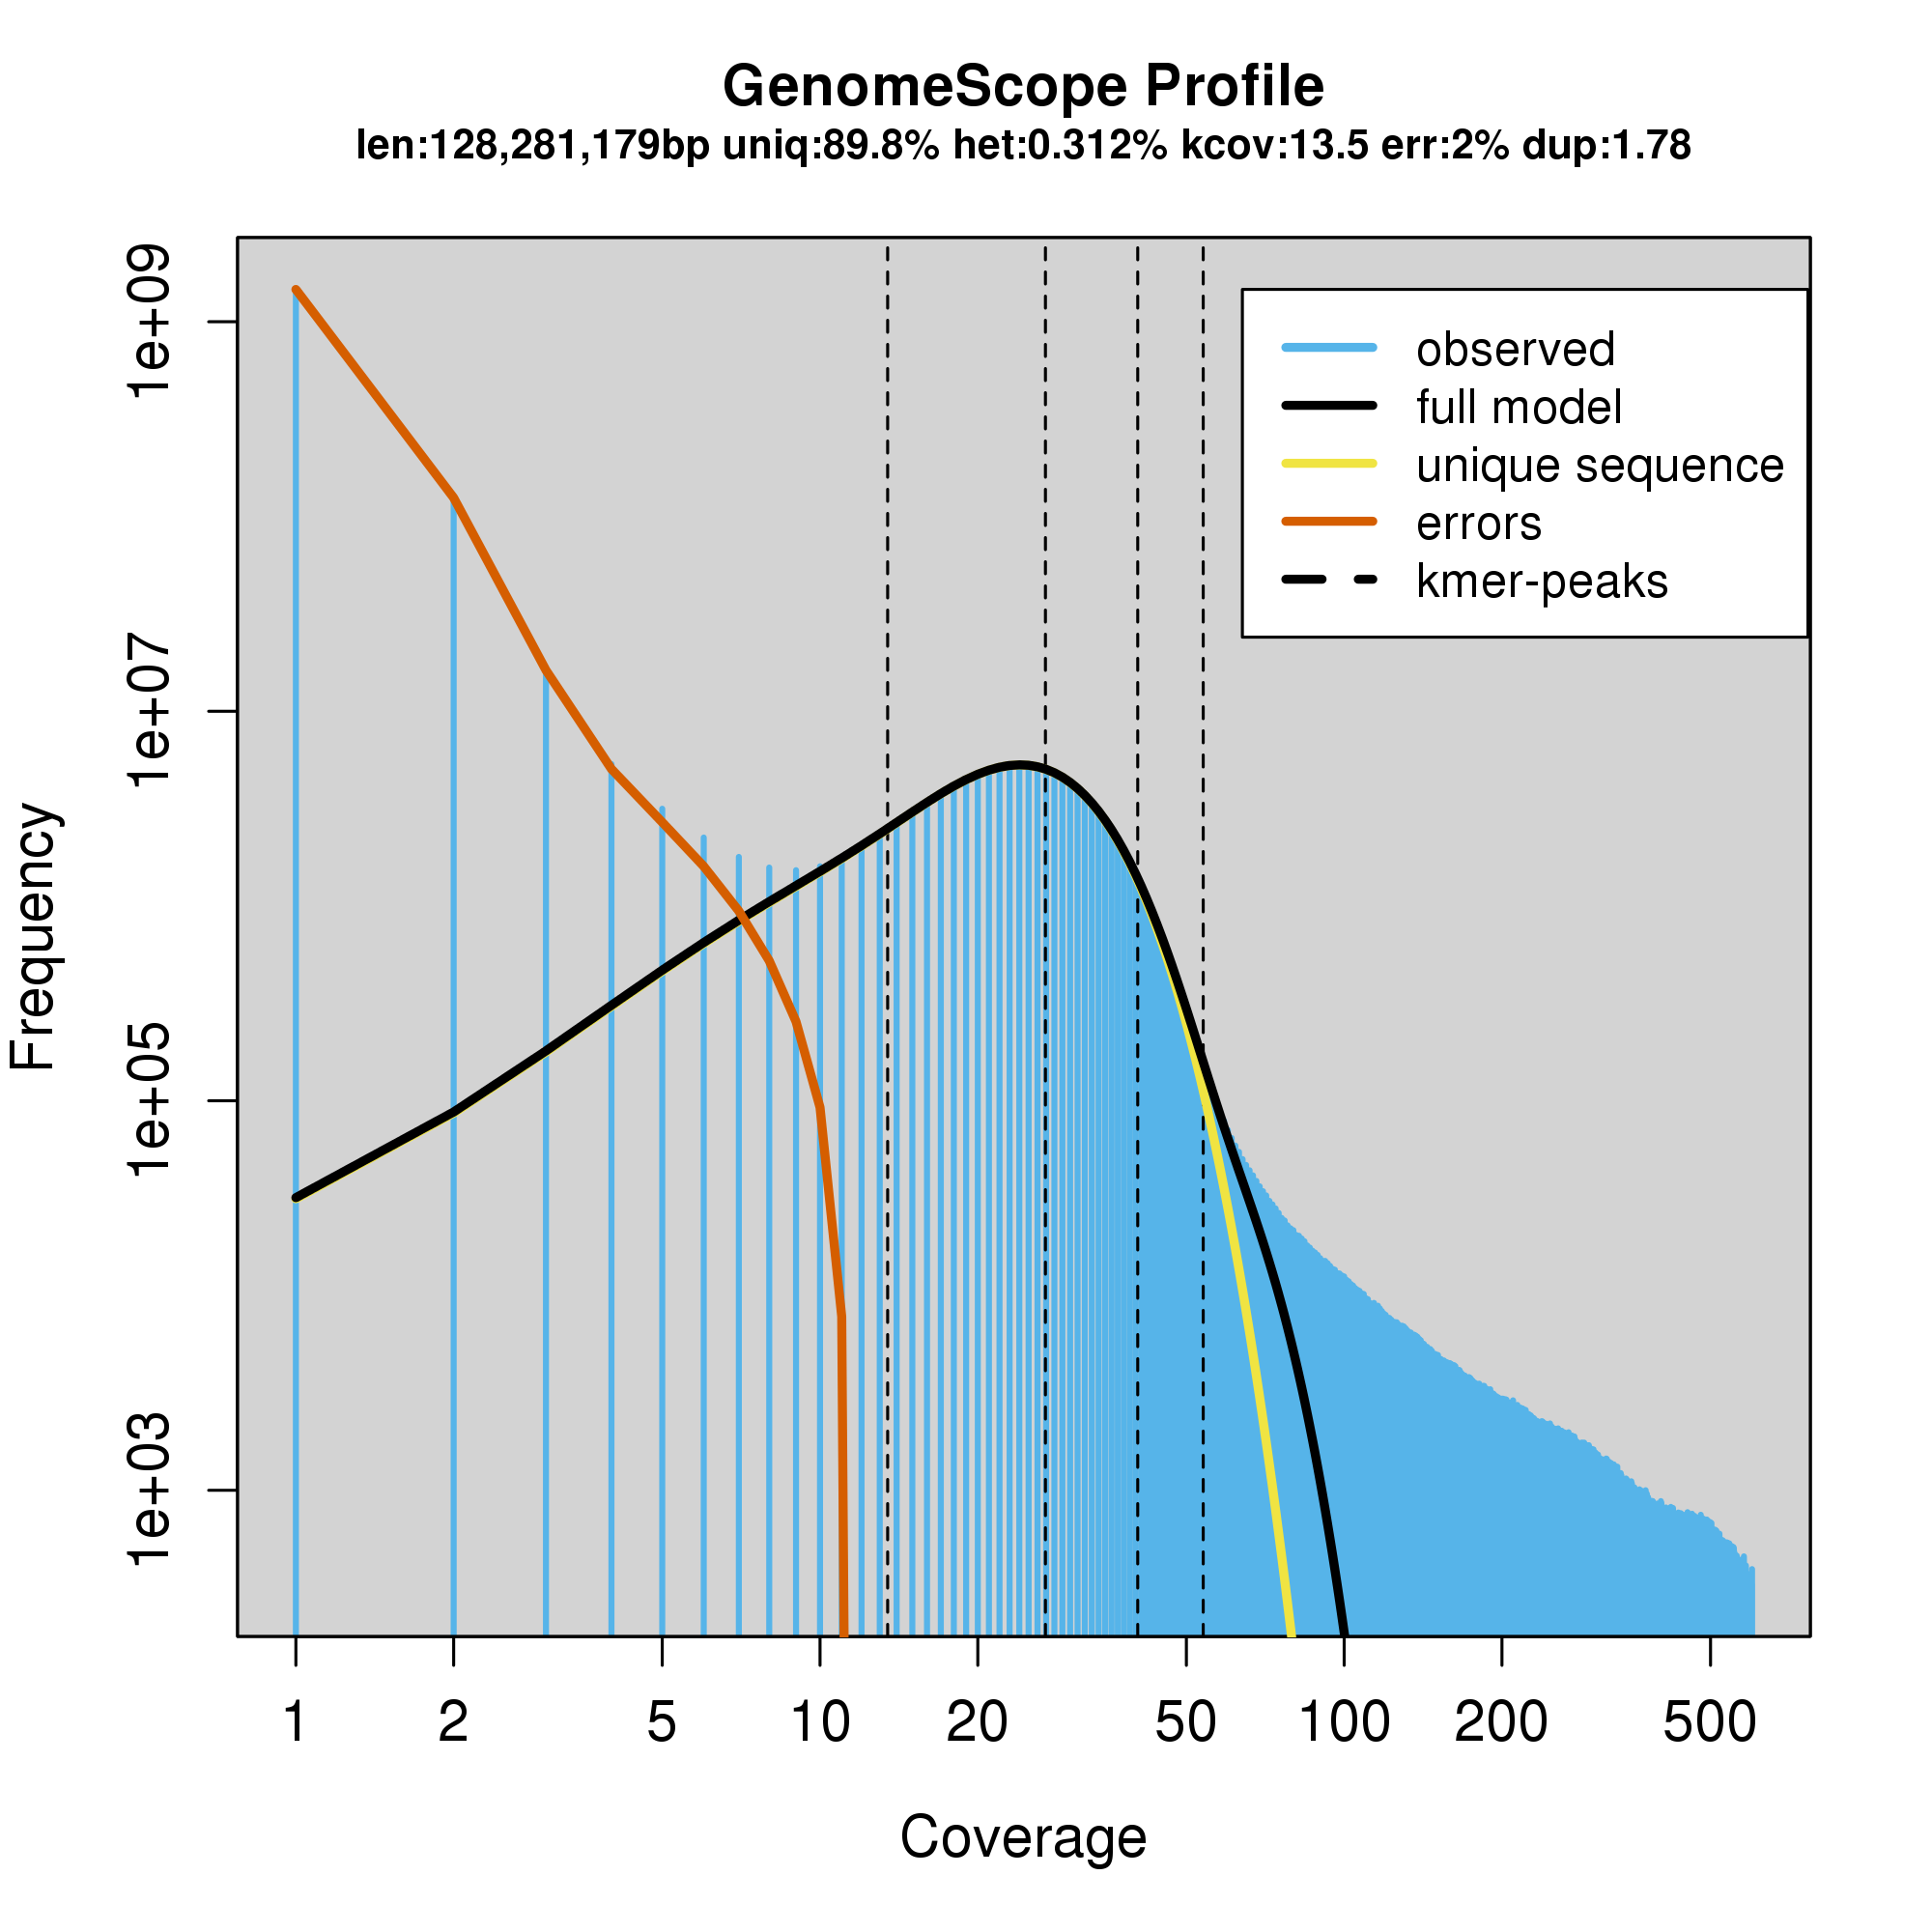 GenomeScope Profile
len:128,281,179bp uniq:89.8% het:0.312% kcov:13.5 err:2% dup:1.78
observed
full model
unique sequence
errors
kmer-peaks
Frequency
1e+09
1e+07
1e+05
1e+03
1 2 5 10 20 50 100 200 500
Coverage